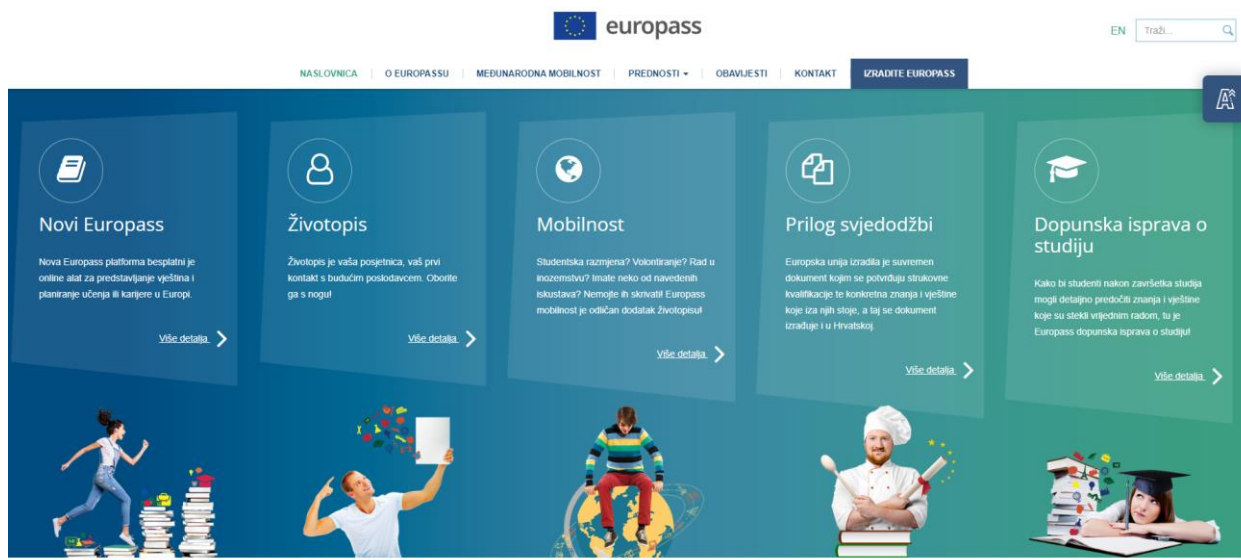 europass
EN
Traži...
NASLOVNICA
O EUROPASSU
MEĐUNARODNA MOBILNOST
PREDNOSTI
OBAVIJESTI
KONTAKT
IZRADITE EUROPASS
A
Novi Europass
Nova Europass platforma besplatni je
online alat za predstavljanje vještina i
planiranje učenja ili karijere u Europi.
Više detalja
Životopis
Životopis je vaša posjetnica, vaš prvi
kontakt s budućim poslodavcem. Oborite
ga s nogu!
Više detalja
Mobilnost
Studentska razmjena? Volontiranje? Rad u
inozemstvu? Imate neko od navedenih
iskustava? Nemojte ih skrivati! Europass
mobilnost je odličan dodatak životopisu!
Više detalja
Prilog svjedodžbi
Europska unija izradila je suvremen
dokument kojim se potvrđuju strukovne
kvalifikacije te konkretna znanja i vještine
koje iza njih stoje, a taj se dokument
izrađuje i u Hrvatskoj.
Više detalja
Dopunska isprava o
studiju
Kako bi studenti nakon završetka studija
mogli detaljno predočiti znanja i vještine
koje su stekli vrijednim radom, tu je
Europass dopunska isprava o studiju!
Više detalja